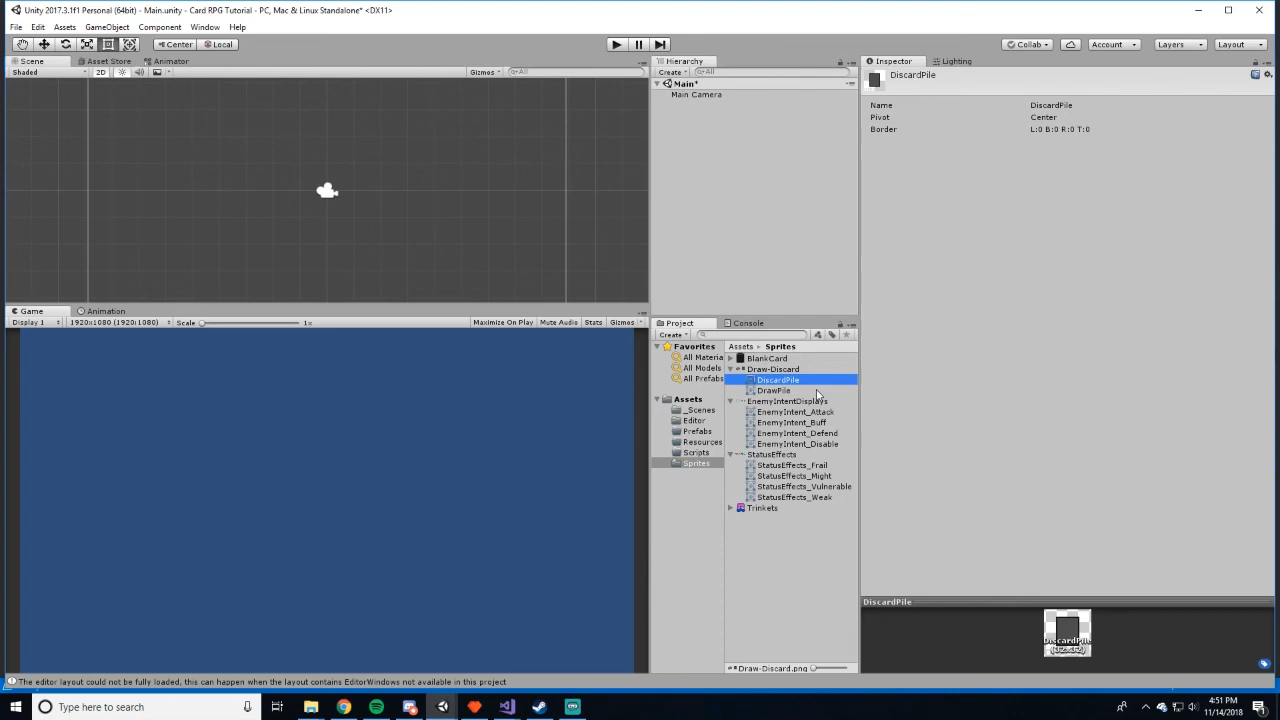 Unity 2017.3.1f1 Personal (64bit) - Main.unity - Card RPG Tutorial - PC, Mac & Linux Standalone* <DX11>
File Edit Assets GameObject Component Window Help
Center Local Collab Account Layers Layout
Scene Asset Store Animator
Shaded 2D Gizmos All
Hierarchy
Create All
Main*
Main Camera
Inspector Lighting
DiscardPile
Name DiscardPile
Pivot Center
Border L:0 B:0 R:0 T:0
Game Animation
Display 1 1920x1080 (1920x1080) Scale 1x Maximize On Play Mute Audio Stats Gizmos
Project Console
Create
Favorites
All Materia
All Models
All Prefabs
Assets
_Scenes
Editor
Prefabs
Resources
Scripts
Sprites
Assets Sprites
BlankCard
Draw-Discard
DiscardPile
DrawPile
EnemyIntentDisplays
EnemyIntent_Attack
EnemyIntent_Buff
EnemyIntent_Defend
EnemyIntent_Disable
StatusEffects
StatusEffects_Frail
StatusEffects_Might
StatusEffects_Vulnerable
StatusEffects_Weak
Trinkets
Draw-Discard.png
DiscardPile
DiscardPile
(32x32)
The editor layout could not be fully loaded, this can happen when the layout contains EditorWindows not available in this project
Type here to search
4:51 PM
11/14/2018
1